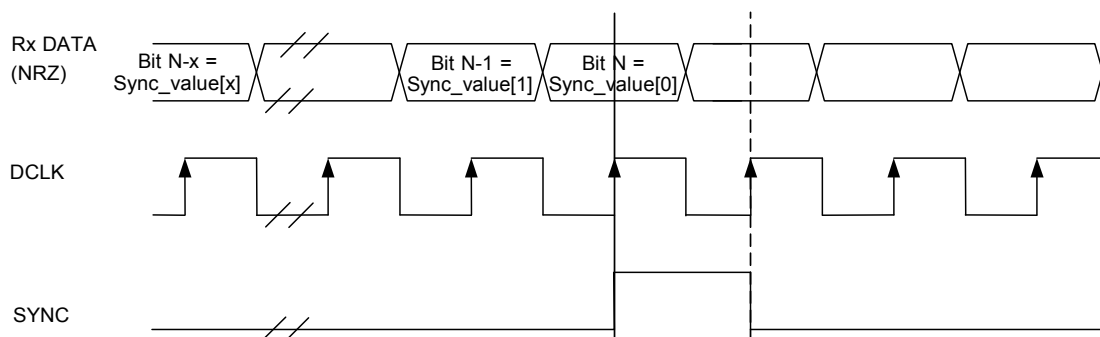 Rx DATA
(NRZ)
Bit N-x =
Sync_value[x]
Bit N-1 =
Sync_value[1]
Bit N =
Sync_value[0]
DCLK
SYNC